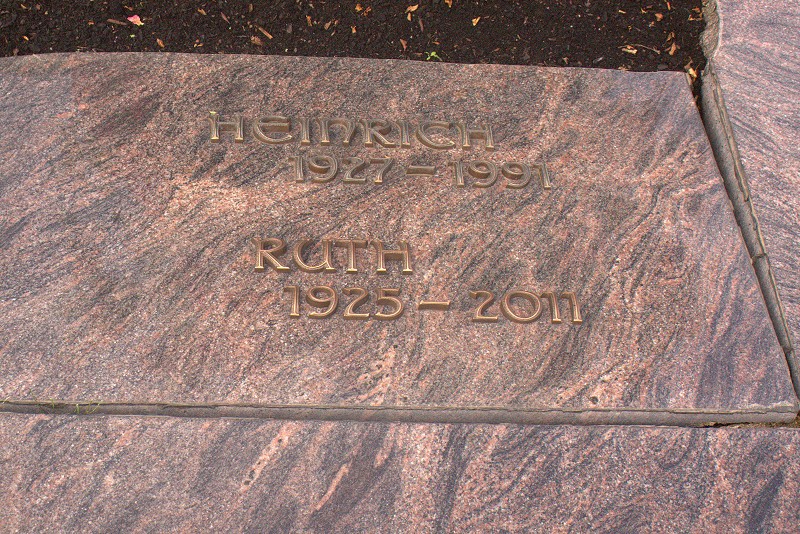 HEINRICH
1927 – 1991
RUTH
1925 – 2011